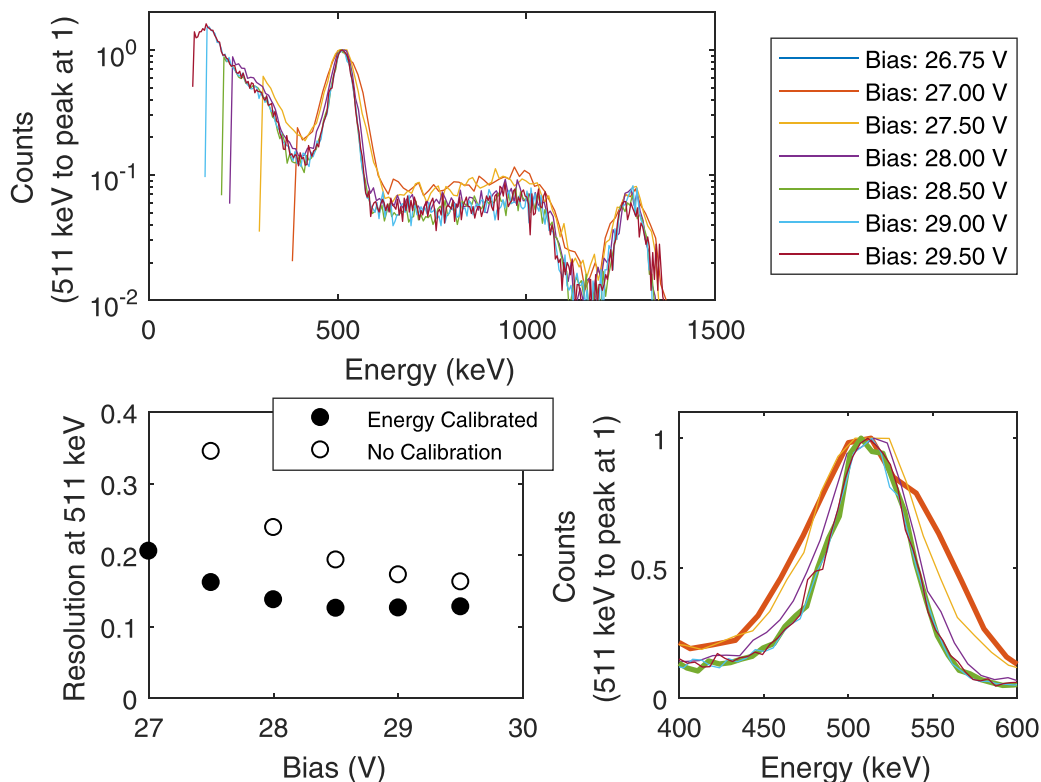 Counts
(511 keV to peak at 1)
10^0
10^-1
10^-2
0
500
1000
1500
Energy (keV)
Bias: 26.75 V
Bias: 27.00 V
Bias: 27.50 V
Bias: 28.00 V
Bias: 28.50 V
Bias: 29.00 V
Bias: 29.50 V
Resolution at 511 keV
0.4
0.3
0.2
0.1
0
27
28
29
30
Bias (V)
Energy Calibrated
No Calibration
Counts
(511 keV to peak at 1)
1
0.5
0
400
450
500
550
600
Energy (keV)